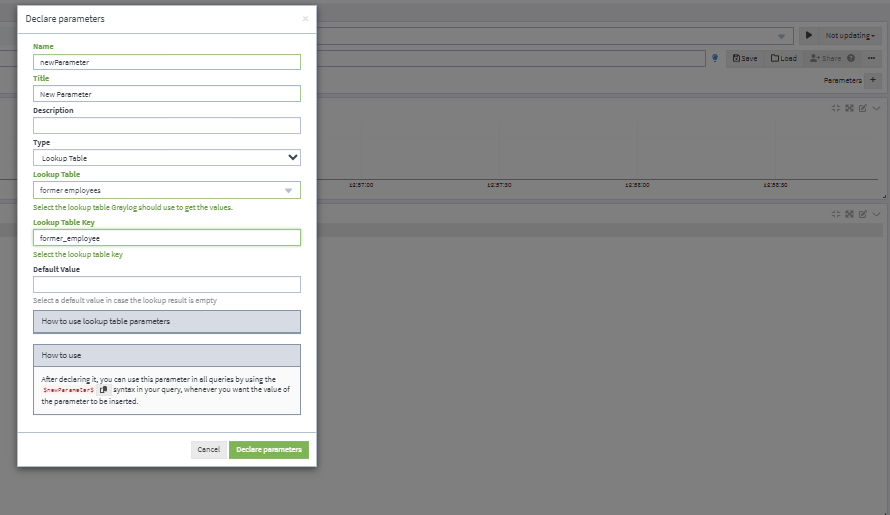 Declare parameters
×
Name
newParameter
Title
New Parameter
Description
Type
Lookup Table
Lookup Table
former employees
Select the lookup table Graylog should use to get the values.
Lookup Table Key
former_employee
Select the lookup table key
Default Value
Select a default value in case the lookup result is empty
How to use lookup table parameters
How to use
After declaring it, you can use this parameter in all queries by using the
$newParameter$ syntax in your query, whenever you want the value of
the parameter to be inserted.
Cancel
Declare parameters
Not updating
Save
Load
Share
Parameters
+
12:57:00
12:57:30
12:58:00
12:58:30